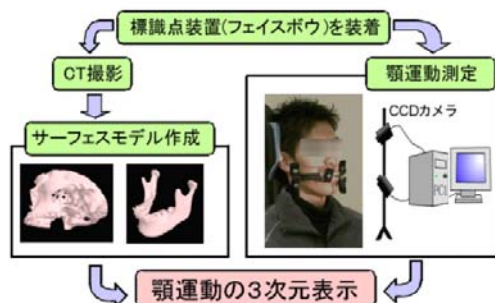 標識点装置(フェイスボウ)を装着
CT撮影
顎運動測定
サーフェスモデル作成
CCDカメラ
PC
顎運動の3次元表示